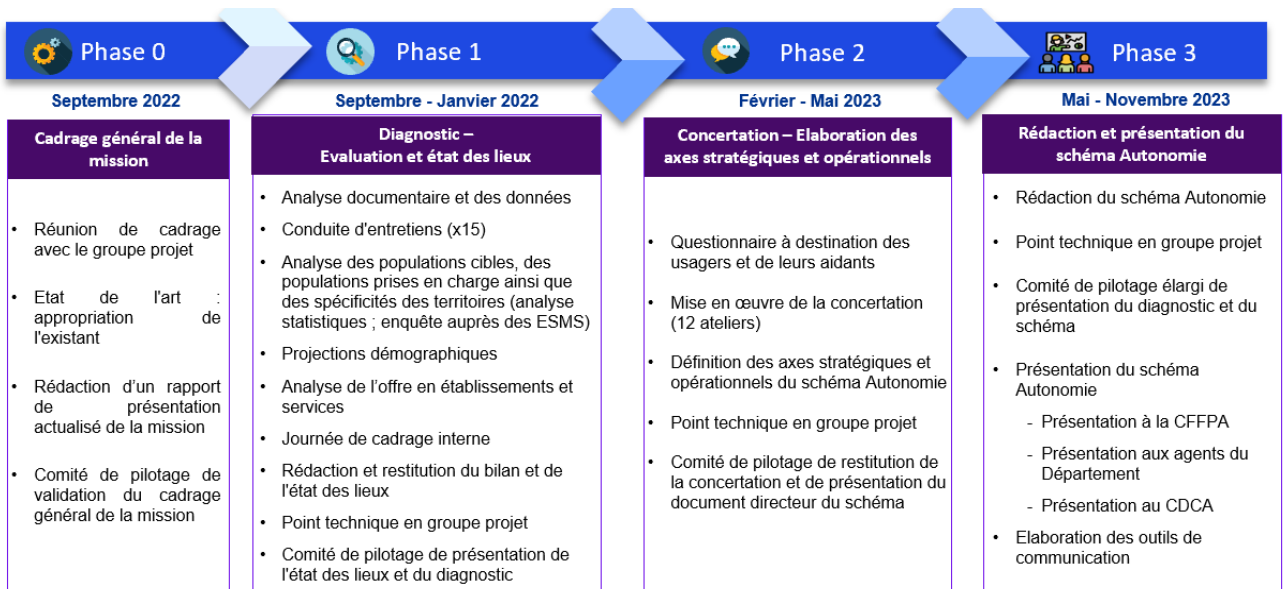 Phase 0
Phase 1
Phase 2
Phase 3
Septembre 2022
Septembre - Janvier 2022
Février - Mai 2023
Mai - Novembre 2023
Cadrage général de la
mission
• Réunion de cadrage
avec le groupe projet
• Etat de l'art :
appropriation de
l'existant
• Rédaction d’un rapport
de présentation
actualisé de la mission
• Comité de pilotage de
validation du cadrage
général de la mission
Diagnostic –
Evaluation et état des lieux
• Analyse documentaire et des données
• Conduite d'entretiens (x15)
• Analyse des populations cibles, des
populations prises en charge ainsi que
des spécificités des territoires (analyse
statistiques ; enquête auprès des ESMS)
• Projections démographiques
• Analyse de l’offre en établissements et
services
• Journée de cadrage interne
• Rédaction et restitution du bilan et de
l'état des lieux
• Point technique en groupe projet
• Comité de pilotage de présentation de
l'état des lieux et du diagnostic
Concertation – Elaboration des
axes stratégiques et opérationnels
• Questionnaire à destination des
usagers et de leurs aidants
• Mise en œuvre de la concertation
(12 ateliers)
• Définition des axes stratégiques et
opérationnels du schéma Autonomie
• Point technique en groupe projet
• Comité de pilotage de restitution de
la concertation et de présentation du
document directeur du schéma
Rédaction et présentation du
schéma Autonomie
• Rédaction du schéma Autonomie
• Point technique en groupe projet
• Comité de pilotage élargi de
présentation du diagnostic et du
schéma
• Présentation du schéma
Autonomie
- Présentation à la CFFPA
- Présentation aux agents du
Département
- Présentation au CDCA
• Elaboration des outils de
communication